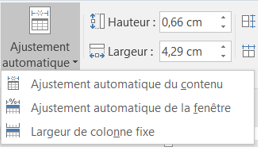 Ajustement
automatique
Hauteur : 0,66 cm
Largeur : 4,29 cm
Ajustement automatique du contenu
Ajustement automatique de la fenêtre
Largeur de colonne fixe